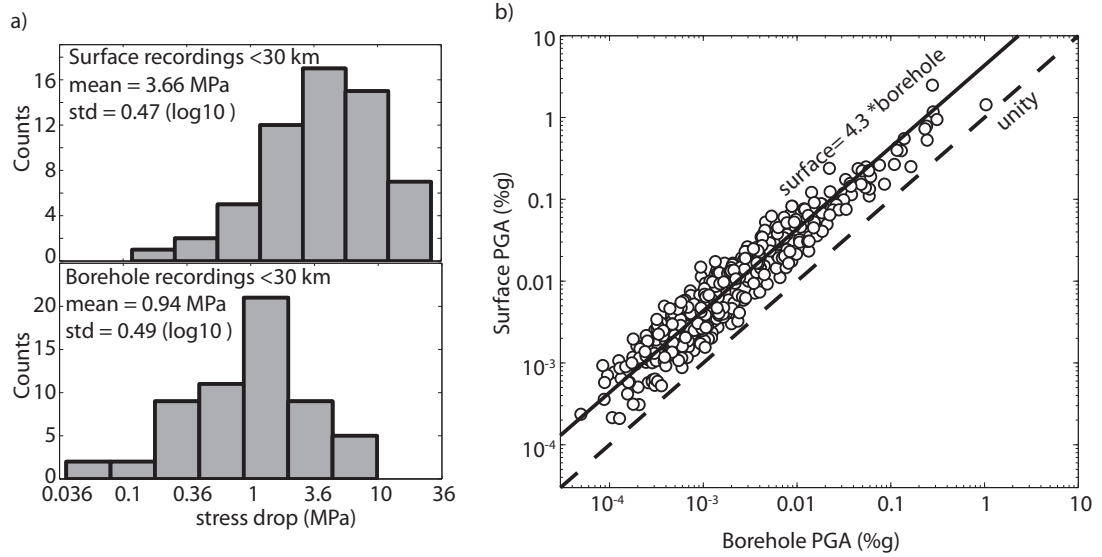 a)
Surface recordings <30 km
mean = 3.66 MPa
std = 0.47 (log10 )
Counts
16
12
8
4
0
Borehole recordings <30 km
mean = 0.94 MPa
std = 0.49 (log10 )
Counts
20
15
10
5
0
0.036 0.1 0.36 1 3.6 10 36
stress drop (MPa)
b)
Surface PGA (%g)
10
1
0.1
0.01
10⁻³
10⁻⁴
surface= 4.3 *borehole
unity
10⁻⁴ 10⁻³ 0.01 0.1 1 10
Borehole PGA (%g)